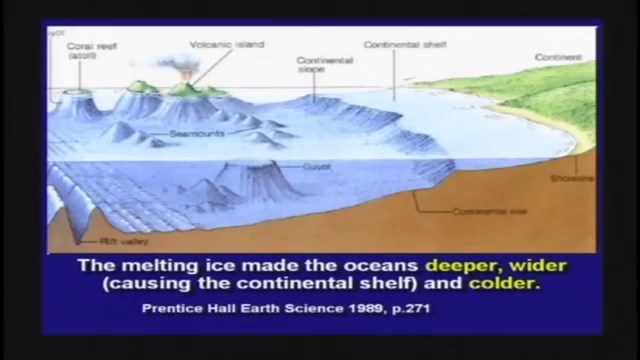 uyot
Coral reef
(atoll)
Volcanic island
Continental
slope
Continental shelf
Continent
Seamounts
Guyot
Shoreline
Continental rise
Rift valley
The melting ice made the oceans deeper, wider
(causing the continental shelf) and colder.
Prentice Hall Earth Science 1989, p.271